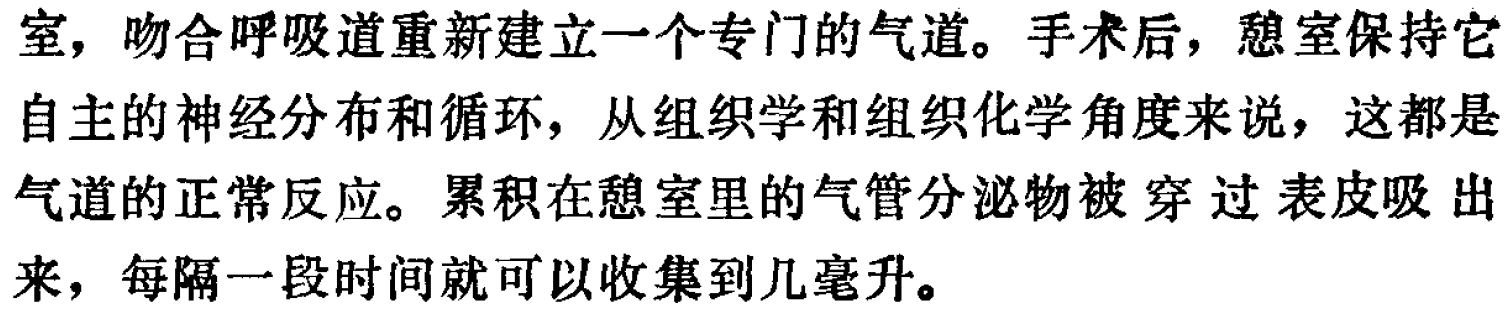 室，吻合呼吸道重新建立一个专门的气道。手术后，憩室保持它
自主的神经分布和循环，从组织学和组织化学角度来说，这都是
气道的正常反应。累积在憩室里的气管分泌物被穿过表皮吸出
来，每隔一段时间就可以收集到几毫升。